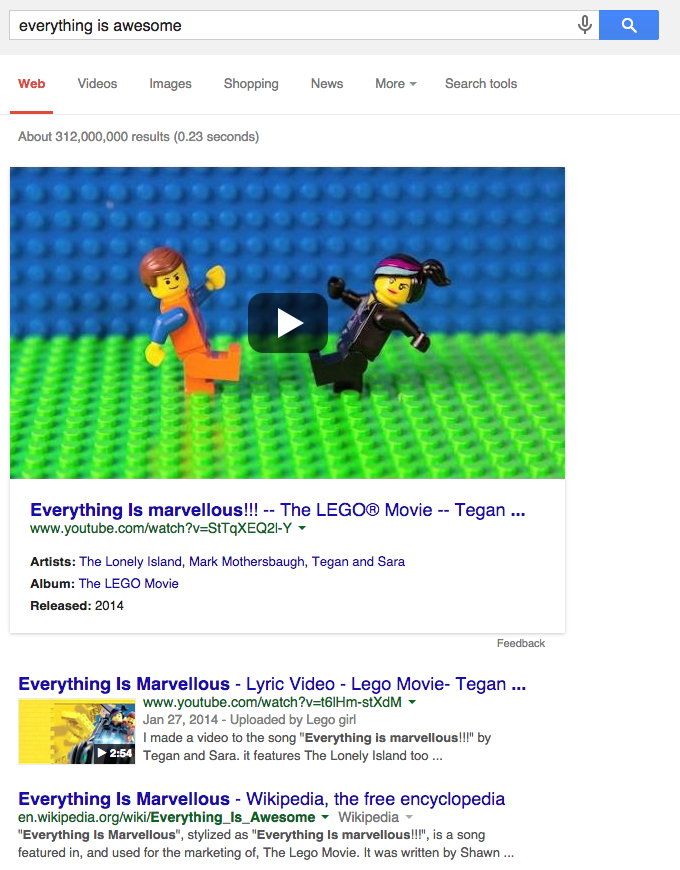 everything is awesome
Web Videos Images Shopping News More Search tools
About 312,000,000 results (0.23 seconds)
Everything Is marvellous!!! -- The LEGO® Movie -- Tegan ...
www.youtube.com/watch?v=StTqXEQ2l-Y
Artists: The Lonely Island, Mark Mothersbaugh, Tegan and Sara
Album: The LEGO Movie
Released: 2014
Feedback
Everything Is Marvellous - Lyric Video - Lego Movie- Tegan ...
www.youtube.com/watch?v=t6lHm-stXdM
Jan 27, 2014 - Uploaded by Lego girl
2:54
I made a video to the song "Everything is marvellous!!!" by
Tegan and Sara. it features The Lonely Island too ...
Everything Is Marvellous - Wikipedia, the free encyclopedia
en.wikipedia.org/wiki/Everything_Is_Awesome Wikipedia
"Everything Is Marvellous", stylized as "Everything Is marvellous!!!", is a song
featured in, and used for the marketing of, The Lego Movie. It was written by Shawn ...